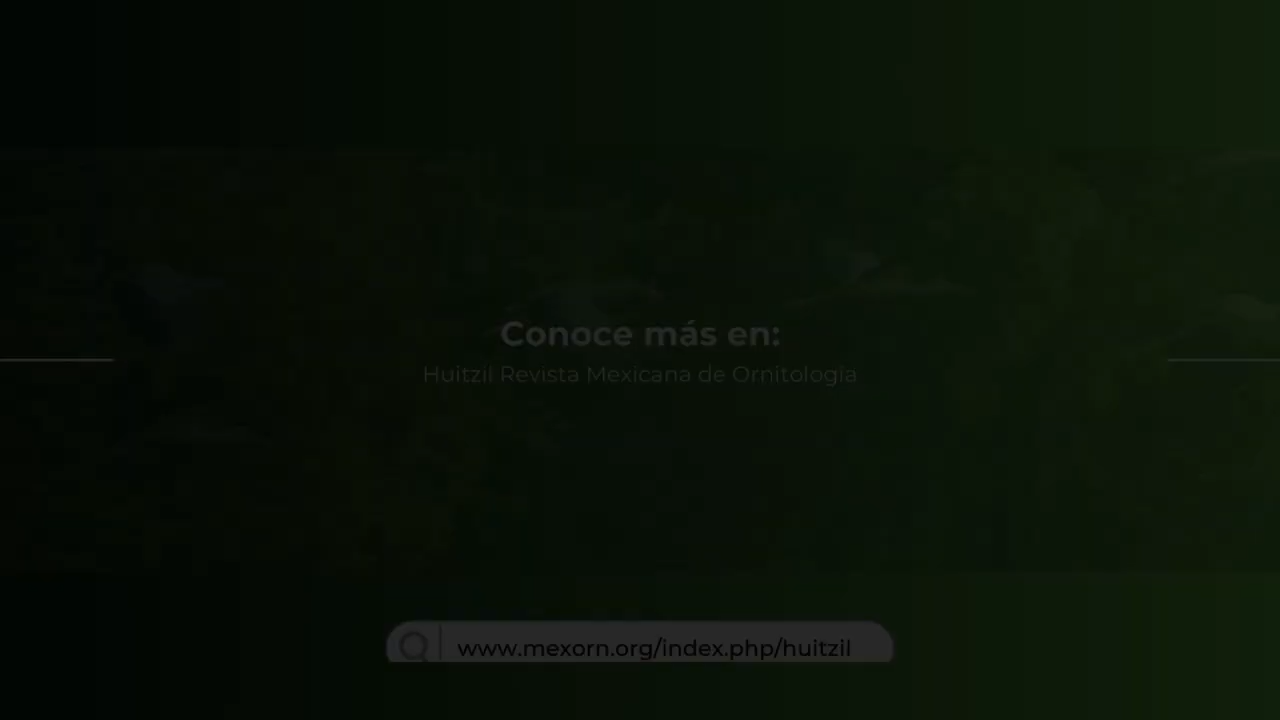 Conoce más en:
Huitzil Revista Mexicana de Ornitología
www.mexorn.org/index.php/huitzil